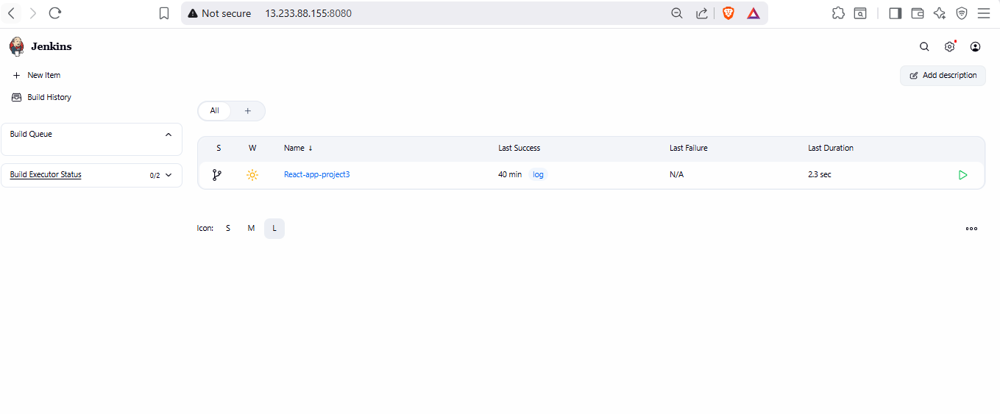 Not secure 13.233.88.155:8080
Jenkins
New Item
Add description
Build History
All +
Build Queue
S W Name ↓ Last Success Last Failure Last Duration
Build Executor Status 0/2
React-app-project3 40 min log N/A 2.3 sec
Icon: S M L